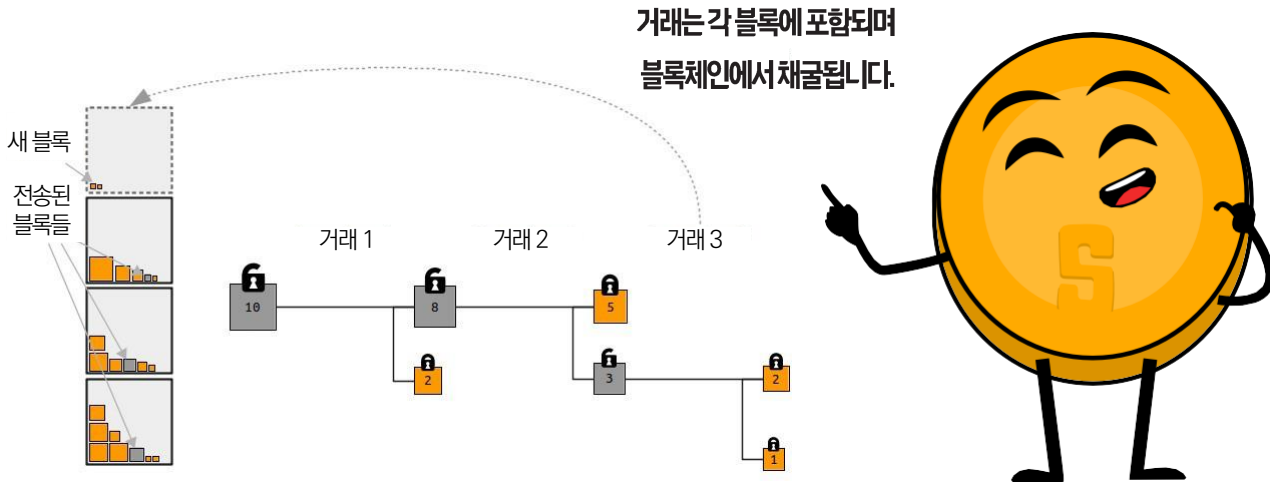 거래는 각 블록에 포함되며
블록체인에서 채굴됩니다.
새 블록
전송된
블록들
거래 1
거래 2
거래 3
10
8
5
2
3
2
1
S